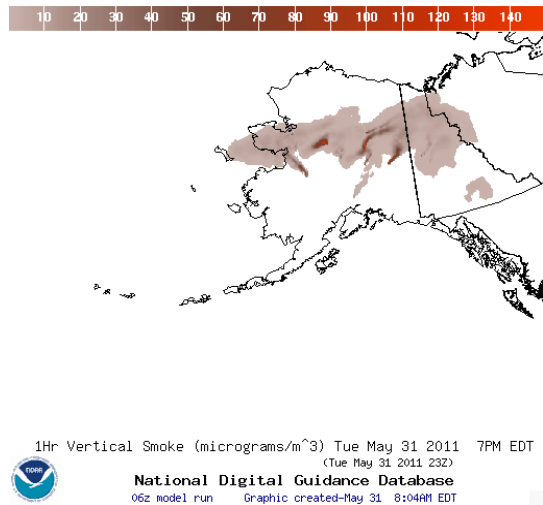 10 20 30 40 50 60 70 80 90 100 110 120 130 140
1Hr Vertical Smoke (micrograms/m^3) Tue May 31 2011 7PM EDT
(Tue May 31 2011 23Z)
National Digital Guidance Database
06z model run Graphic created-May 31 8:04AM EDT
noaa